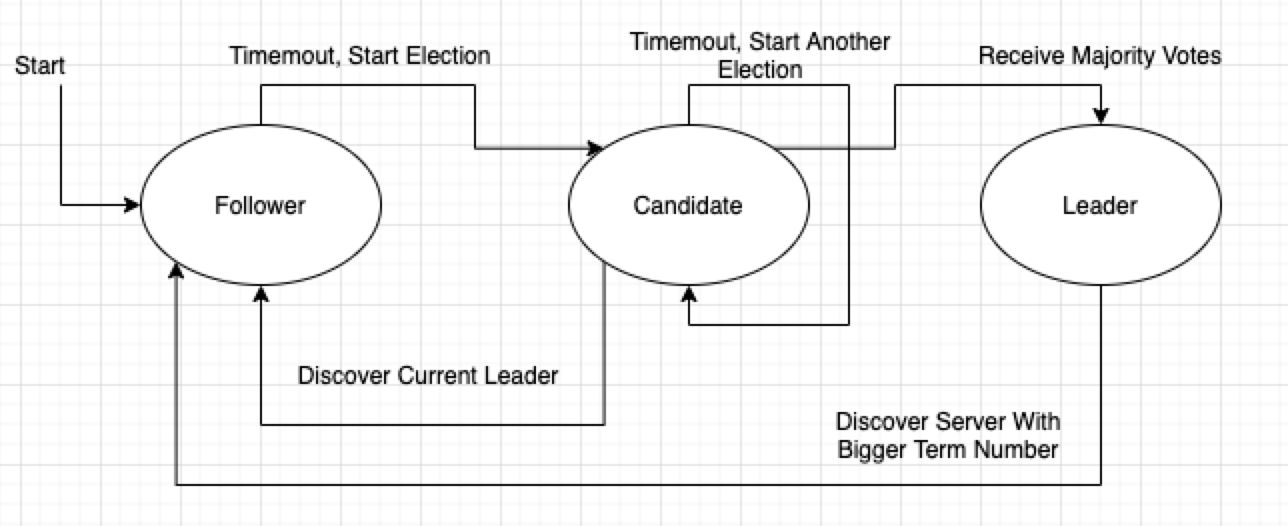 Start
Timemout, Start Election
Timemout, Start Another
Election
Receive Majority Votes
Follower
Candidate
Leader
Discover Current Leader
Discover Server With
Bigger Term Number